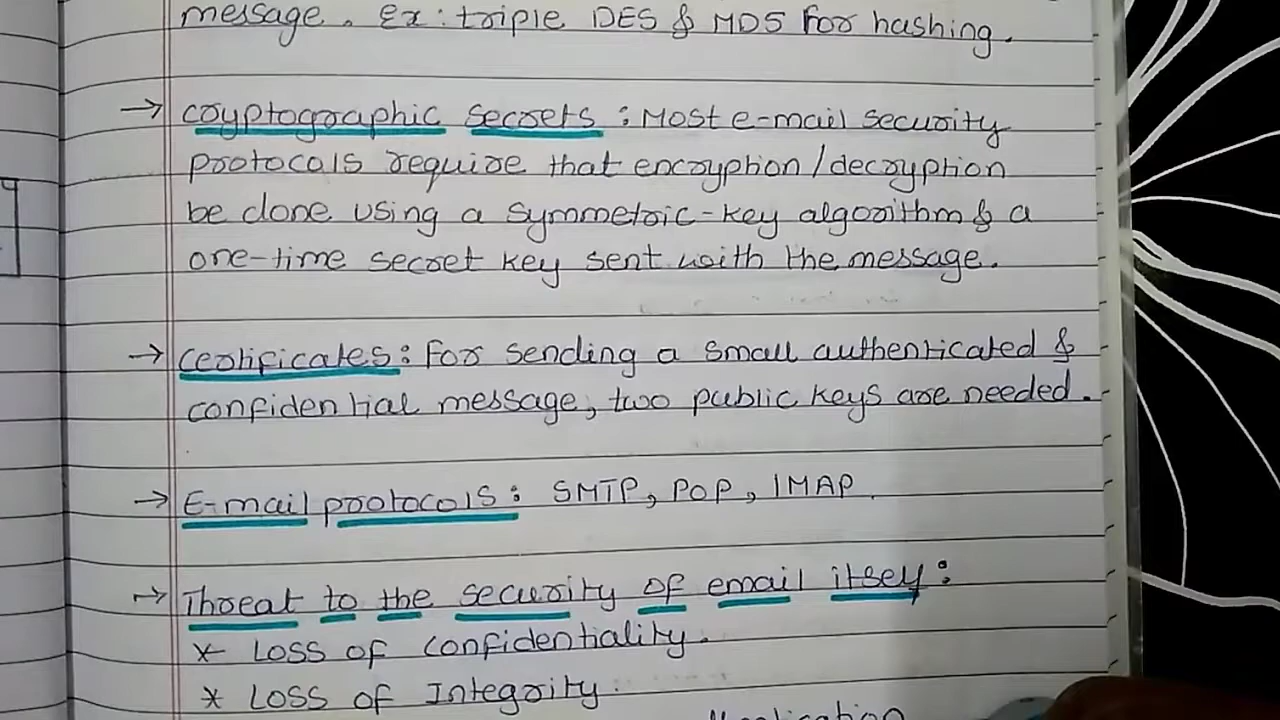 message. Ex: triple DES & MD5 for hashing.
→ cryptographic secrets : Most e-mail security
protocals require that encryption/decryption
be done using a symmetric-key algorithm & a
one-time secret key sent with the message.
→ certificates: For sending a small authenticated &
confidential message, two public keys are needed.
→ E-mail protocols: SMTP, POP, IMAP.
→ Threat to the security of email itself:
* Loss of confidentiality.
* Loss of Integrity.